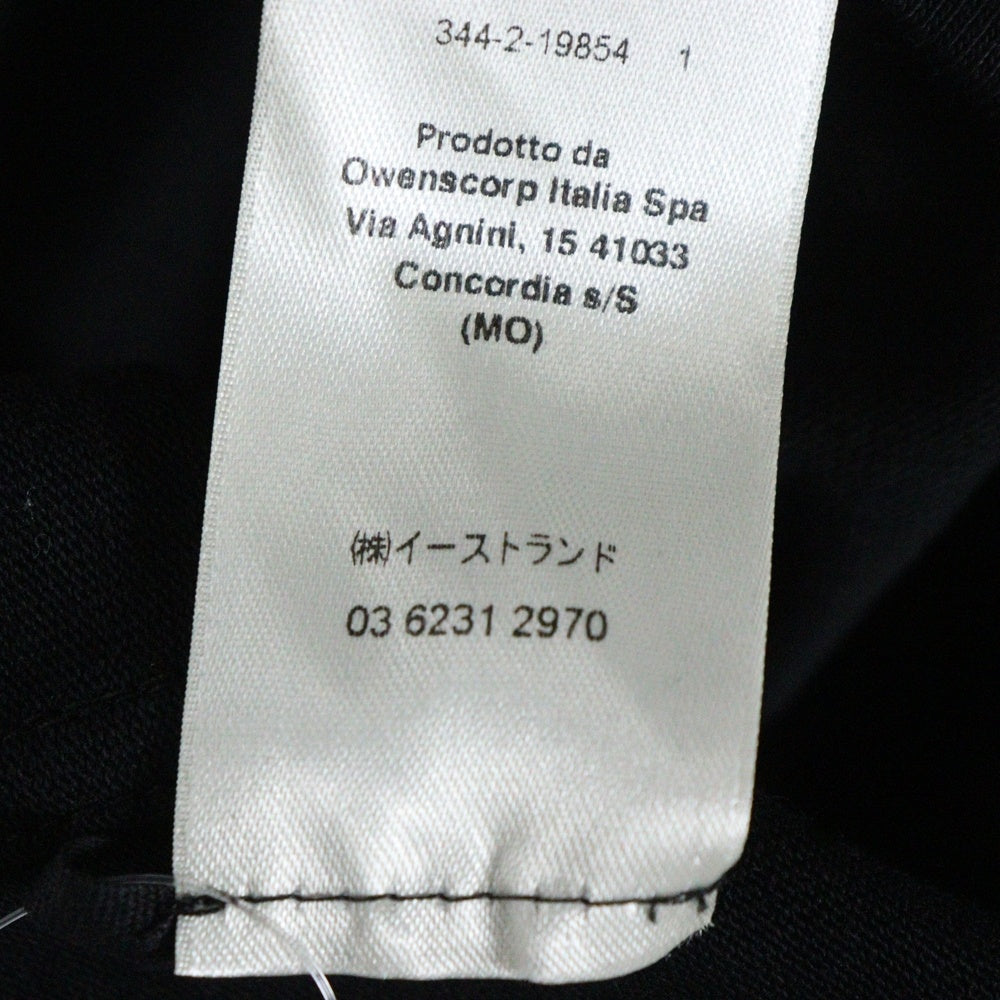 344-2-19854 1
Prodotto da
Owenscorp Italia Spa
Via Agnini, 15 41033
Concordia s/S
(MO)
㈱イーストランド
03 6231 2970